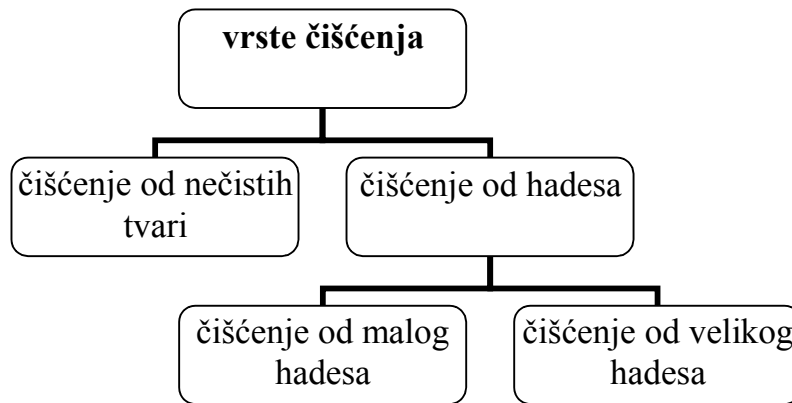 vrste čišćenja
čišćenje od nečistih
tvari
čišćenje od hadesa
čišćenje od malog
hadesa
čišćenje od velikog
hadesa